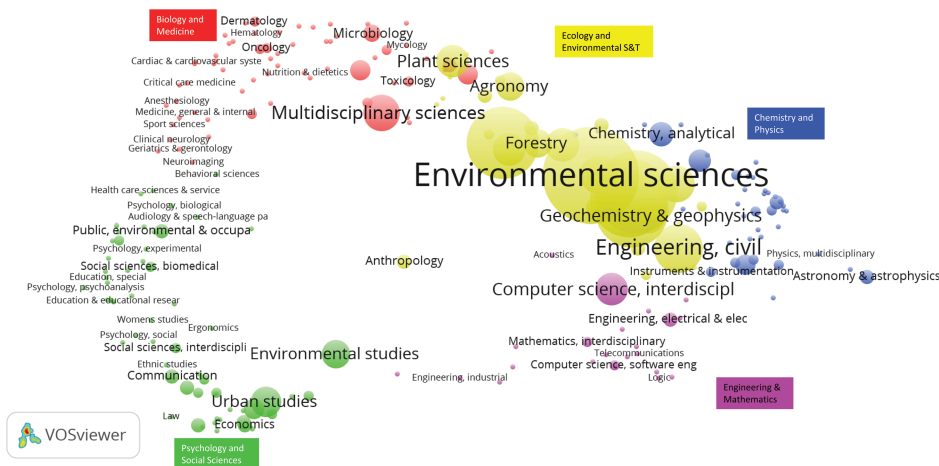 Biology and
Medicine
Dermatology
Hematology
Oncology
Microbiology
Mycology
Cardiac & cardiovascular syste
Nutrition & dietetics
Toxicology
Plant sciences
Agronomy
Ecology and
Environmental S&T
Critical care medicine
Anesthesiology
Medicine, general & internal
Sport sciences
Multidisciplinary sciences
Clinical neurology
Geriatrics & gerontology
Neuroimaging
Behavioral sciences
Forestry
Chemistry, analytical
Chemistry and
Physics
Environmental sciences
Health care sciences & service
Psychology, biological
Audiology & speech-language pa
Public, environmental & occupa
Psychology, experimental
Social sciences, biomedical
Education, special
Psychology, psychoanalysis
Education & educational resear
Geochemistry & geophysics
Engineering, civil
Acoustics
Anthropology
Physics, multidisciplinary
Instruments & instrumentation
Astronomy & astrophysics
Computer science, interdiscipl
Womens studies
Ergonomics
Psychology, social
Social sciences, interdiscipli
Environmental studies
Engineering, electrical & elec
Mathematics, interdisciplinary
Telecommunications
Computer science, software eng
Logic
Engineering, industrial
Ethnic studies
Communication
Urban studies
Law
Economics
Engineering &
Mathematics
VOSviewer
Psychology and
Social Sciences